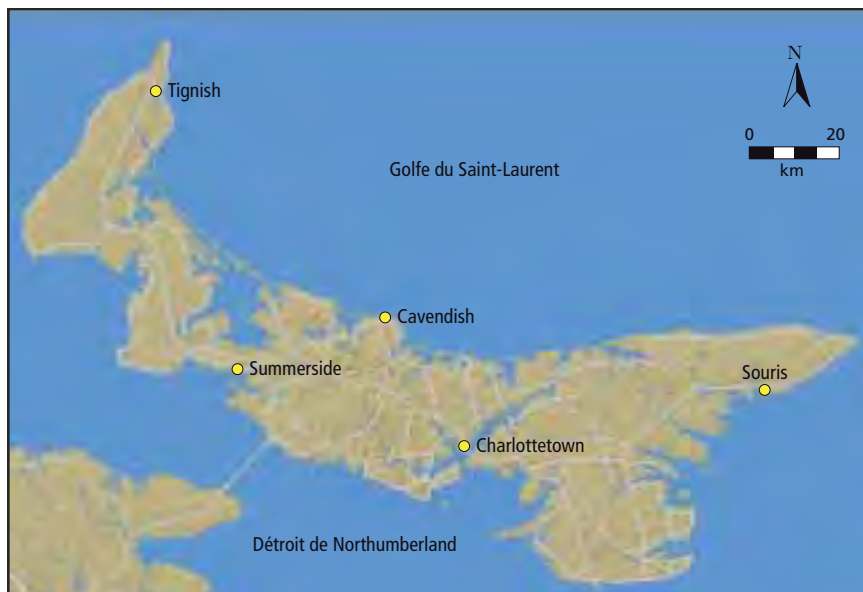 N
Tignish
0 20
km
Golfe du Saint-Laurent
Cavendish
Summerside
Souris
Charlottetown
Détroit de Northumberland